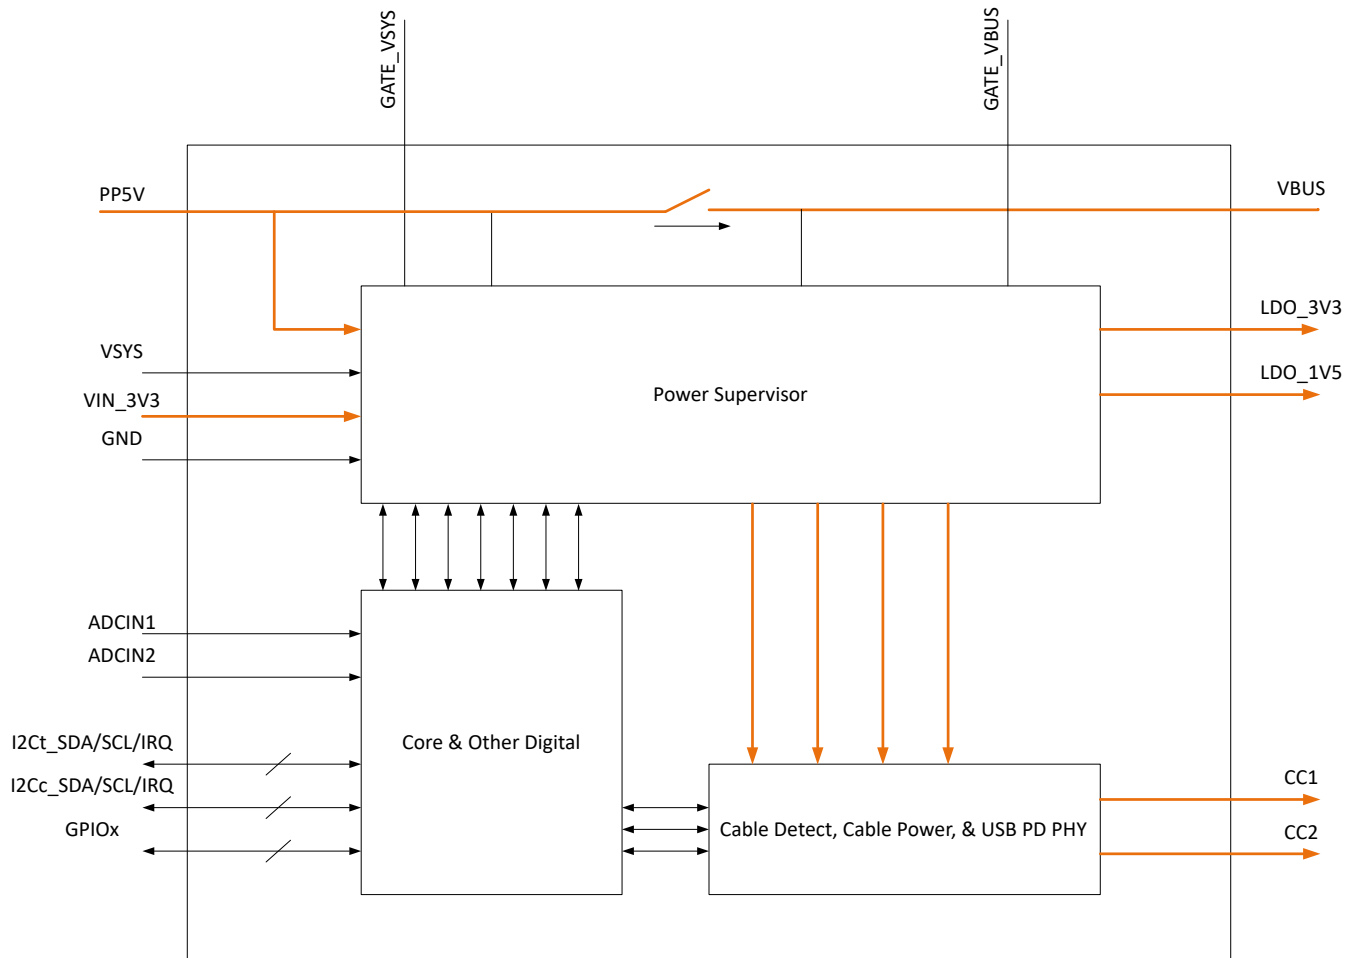 GATE_VSYS
GATE_VBUS
PP5V
VBUS
LDO_3V3
VSYS
LDO_1V5
VIN_3V3
Power Supervisor
GND
ADCIN1
ADCIN2
I2Ct_SDA/SCL/IRQ
Core & Other Digital
I2Cc_SDA/SCL/IRQ
CC1
GPIOx
Cable Detect, Cable Power, & USB PD PHY
CC2